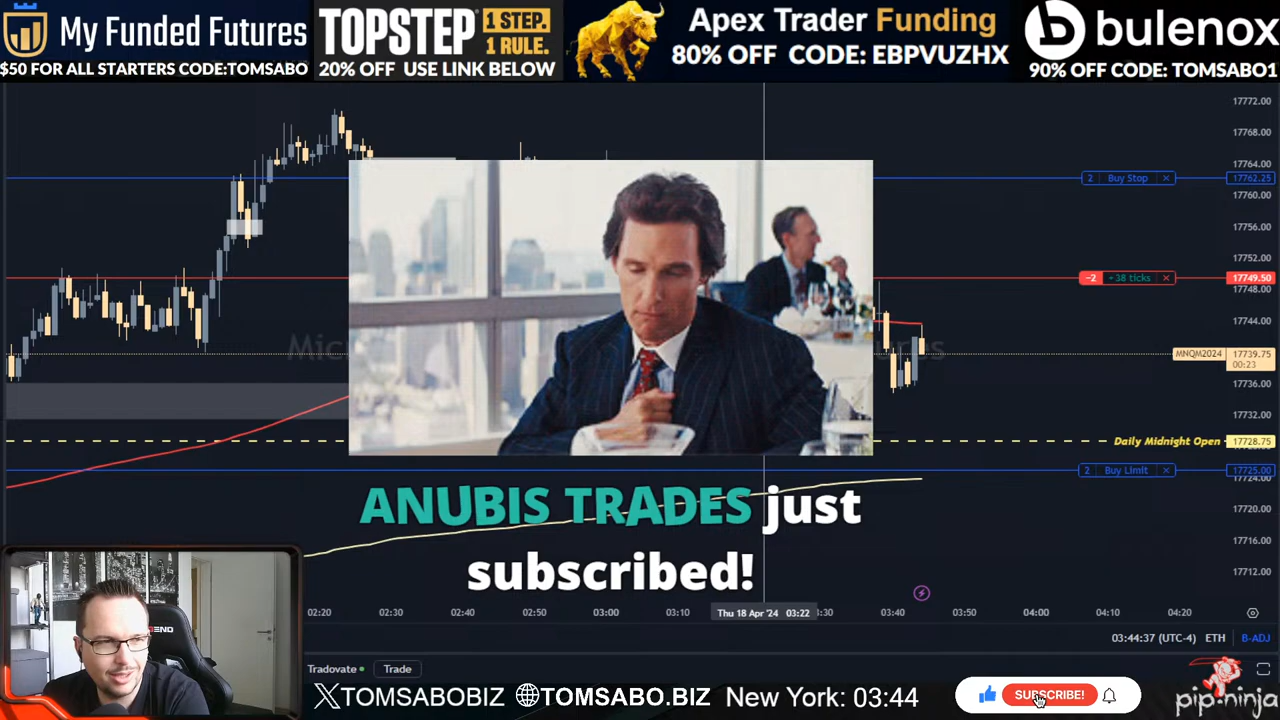 My Funded Futures
$50 FOR ALL STARTERS CODE:TOMSABO
TOPSTEP 1 STEP. 1 RULE.
20% OFF USE LINK BELOW
Apex Trader Funding
80% OFF CODE: EBPVUZHX
bulenox
90% OFF CODE: TOMSABO1
17772.00
17768.00
17764.00
2 Buy Stop × 17762.25
17760.00
17756.00
17752.00
−2 +38 ticks × 17749.50
17748.00
17744.00
MNQM2024 17739.75
00:23
17736.00
17732.00
Daily Midnight Open 17728.75
2 Buy Limit × 17725.00
17724.00
17720.00
17716.00
17712.00
ANUBIS TRADES just
subscribed!
02:20 02:30 02:40 02:50 03:00 03:10 Thu 18 Apr '24 03:22 3:30 03:40 03:50 04:00 04:10 04:20
03:44:37 (UTC-4) ETH B-ADJ
Tradovate Trade
TOMSABOBIZ TOMSABO.BIZ New York: 03:44 SUBSCRIBE!
pip-ninja